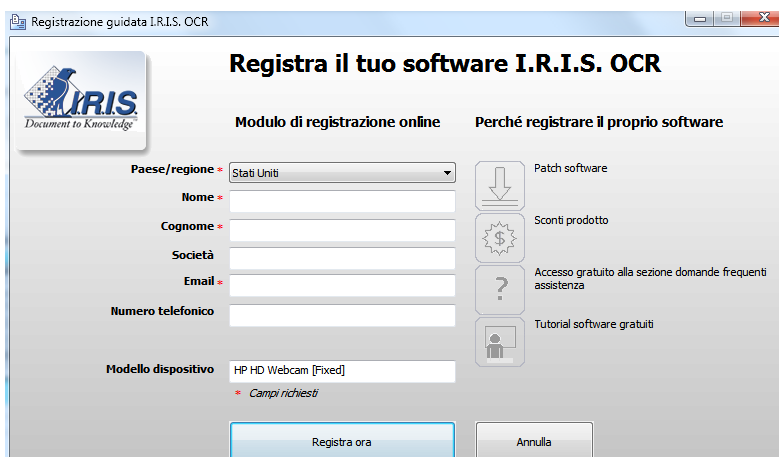 Registrazione guidata I.R.I.S. OCR
I.R.I.S.
Document to Knowledge
Registra il tuo software I.R.I.S. OCR
Modulo di registrazione online
Perché registrare il proprio software
Paese/regione *
Stati Uniti
Nome *
Cognome *
Società
Email *
Numero telefonico
Modello dispositivo
HP HD Webcam [Fixed]
* Campi richiesti
Patch software
Sconti prodotto
Accesso gratuito alla sezione domande frequenti
assistenza
Tutorial software gratuiti
Registra ora
Annulla